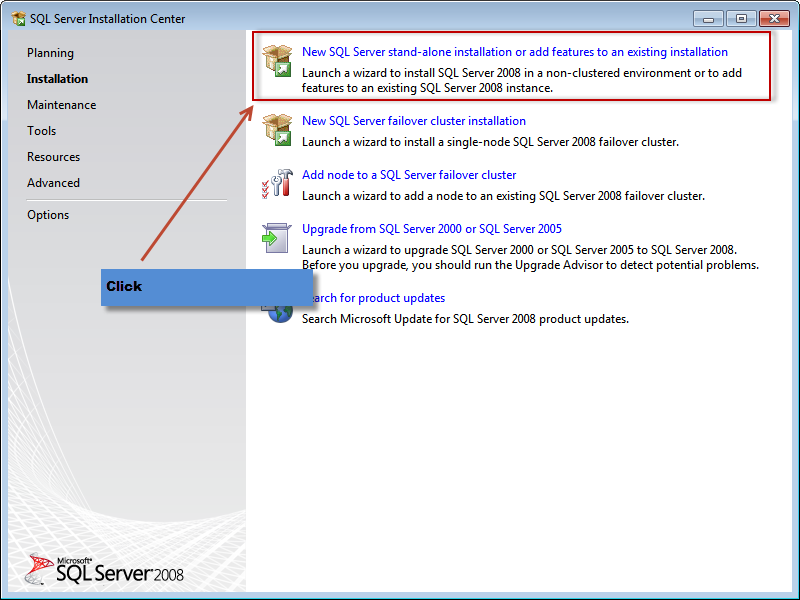 SQL Server Installation Center
Planning
Installation
Maintenance
Tools
Resources
Advanced
Options
New SQL Server stand-alone installation or add features to an existing installation
Launch a wizard to install SQL Server 2008 in a non-clustered environment or to add
features to an existing SQL Server 2008 instance.
New SQL Server failover cluster installation
Launch a wizard to install a single-node SQL Server 2008 failover cluster.
Add node to a SQL Server failover cluster
Launch a wizard to add a node to an existing SQL Server 2008 failover cluster.
Upgrade from SQL Server 2000 or SQL Server 2005
Launch a wizard to upgrade SQL Server 2000 or SQL Server 2005 to SQL Server 2008.
Before you upgrade, you should run the Upgrade Advisor to detect potential problems.
Click
earch for product updates
Search Microsoft Update for SQL Server 2008 product updates.
Microsoft®
SQL Server 2008